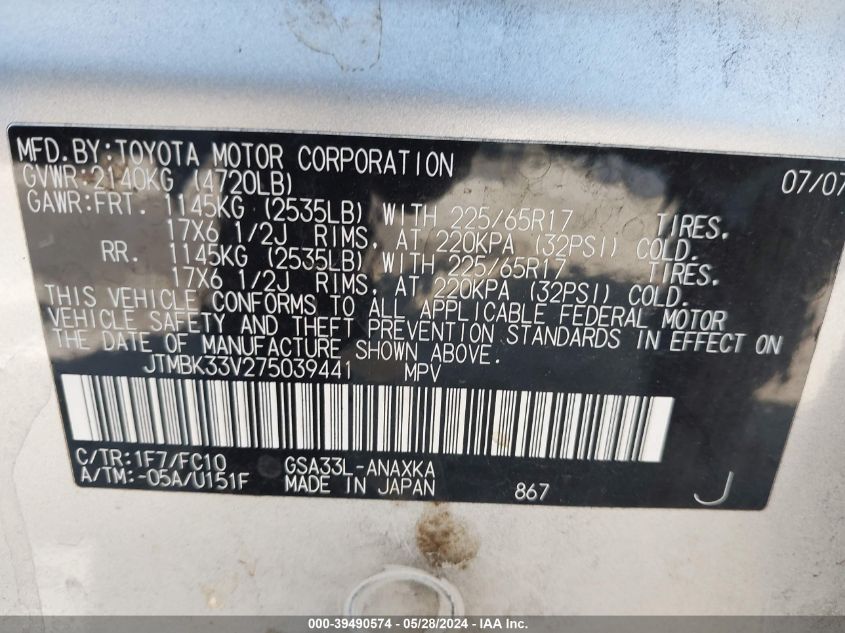 MFD.BY:TOYOTA MOTOR CORPORATION 07/07
GVWR:2140KG (4720LB)
GAWR:FRT. 1145KG (2535LB) WITH 225/65R17 TIRES,
17X6 1/2J RIMS, AT 220KPA (32PSI) COLD.
RR. 1145KG (2535LB) WITH 225/65R17 TIRES,
17X6 1/2J RIMS, AT 220KPA (32PSI) COLD.
THIS VEHICLE CONFORMS TO ALL APPLICABLE FEDERAL MOTOR
VEHICLE SAFETY AND THEFT PREVENTION STANDARDS IN EFFECT ON
THE DATE OF MANUFACTURE SHOWN ABOVE.
JTMBK33V275039441 MPV
C/TR:1F7/FC10 GSA33L-ANAXKA
A/TM:-05A/U151F MADE IN JAPAN 867 J
000-39490574 | 05/28/2024 | IAA Inc.